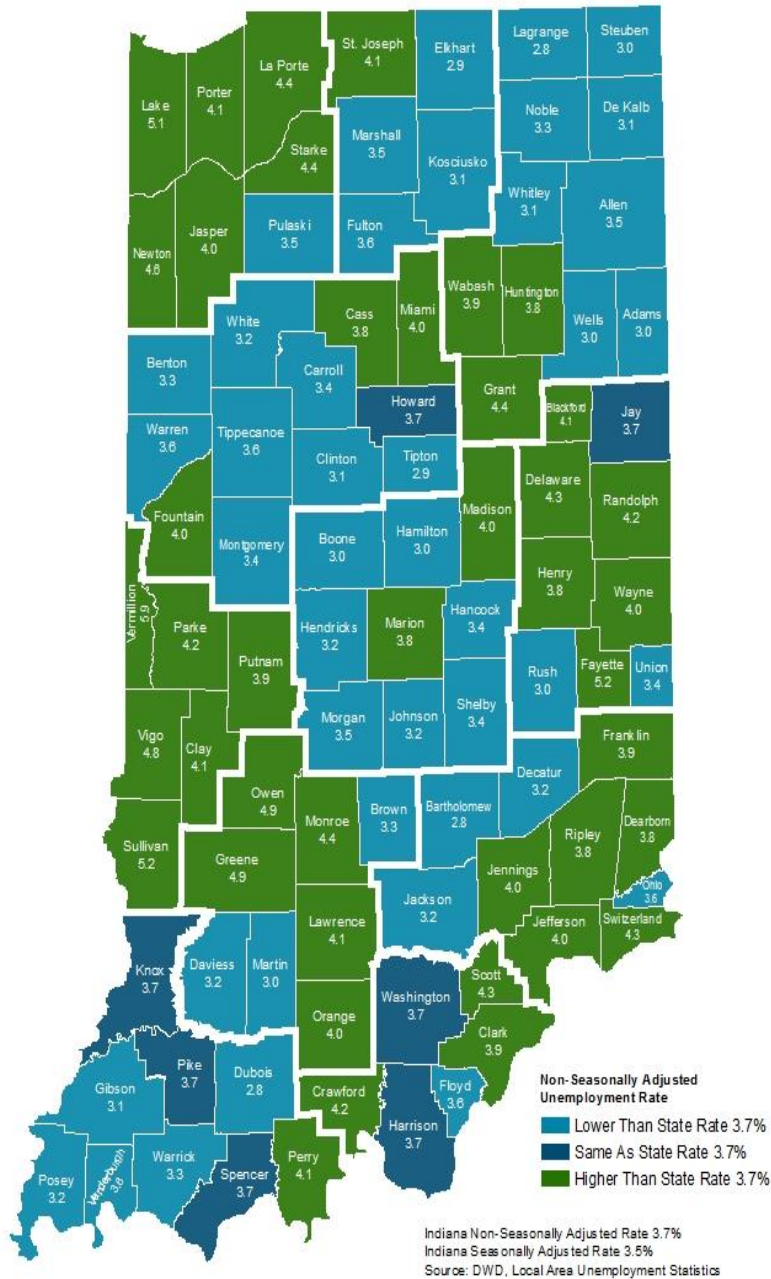 St. Joseph
4.1
Elkhart
2.9
Lagrange
2.8
Steuben
3.0
La Porte
4.4
Porter
4.1
Lake
5.1
Noble
3.3
De Kalb
3.1
Marshall
3.5
Starke
4.4
Kosciusko
3.1
Whitley
3.1
Allen
3.5
Newton
4.6
Jasper
4.0
Pulaski
3.5
Fulton
3.6
Wabash
3.9
Huntington
3.8
Miami
4.0
Cass
3.8
White
3.2
Wells
3.0
Adams
3.0
Benton
3.3
Carroll
3.4
Grant
4.4
Howard
3.7
Blackford
4.1
Jay
3.7
Warren
3.6
Tippecanoe
3.6
Clinton
3.1
Tipton
2.9
Delaware
4.3
Randolph
4.2
Fountain
4.0
Madison
4.0
Montgomery
3.4
Boone
3.0
Hamilton
3.0
Henry
3.8
Wayne
4.0
Vermillion
5.9
Parke
4.2
Putnam
3.9
Hendricks
3.2
Marion
3.8
Hancock
3.4
Rush
3.0
Fayette
5.2
Union
3.4
Vigo
4.8
Clay
4.1
Morgan
3.5
Johnson
3.2
Shelby
3.4
Franklin
3.9
Owen
4.9
Monroe
4.4
Brown
3.3
Bartholomew
2.8
Decatur
3.2
Sullivan
5.2
Greene
4.9
Ripley
3.8
Dearborn
3.8
Jennings
4.0
Ohio
3.6
Jackson
3.2
Lawrence
4.1
Jefferson
4.0
Switzerland
4.3
Knox
3.7
Daviess
3.2
Martin
3.0
Scott
4.3
Washington
3.7
Orange
4.0
Clark
3.9
Pike
3.7
Dubois
2.8
Gibson
3.1
Crawford
4.2
Floyd
3.6
Harrison
3.7
Posey
3.2
Vanderburgh
3.6
Warrick
3.3
Spencer
3.7
Perry
4.1
Non-Seasonally Adjusted
Unemployment Rate
Lower Than State Rate 3.7%
Same As State Rate 3.7%
Higher Than State Rate 3.7%
Indiana Non-Seasonally Adjusted Rate 3.7%
Indiana Seasonally Adjusted Rate 3.5%
Source: DWD, Local Area Unemployment Statistics